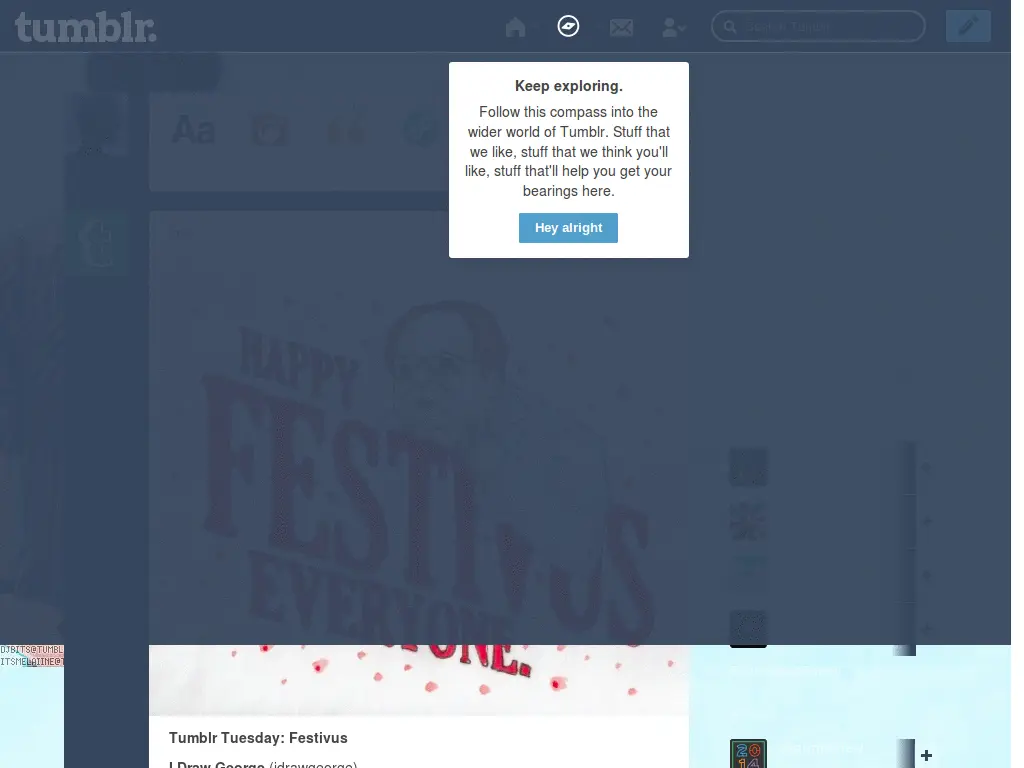 tumblr.
Search Tumblr
Keep exploring.
Follow this compass into the
wider world of Tumblr. Stuff that
we like, stuff that we think you'll
like, stuff that'll help you get your
bearings here.
Hey alright
Aa
t
HAPPY
FESTIVUS
EVERYONE.
DJBITS@TUMBL
Tumblr Tuesday: Festivus
I Draw George (idrawgeorge)
2014